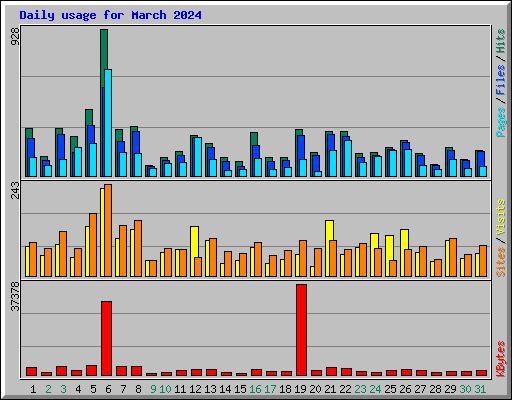 Daily usage for March 2024
928
Pages / Files / Hits
243
Sites / Visits
37378
KBytes
1 2 3 4 5 6 7 8 9 10 11 12 13 14 15 16 17 18 19 20 21 22 23 24 25 26 27 28 29 30 31